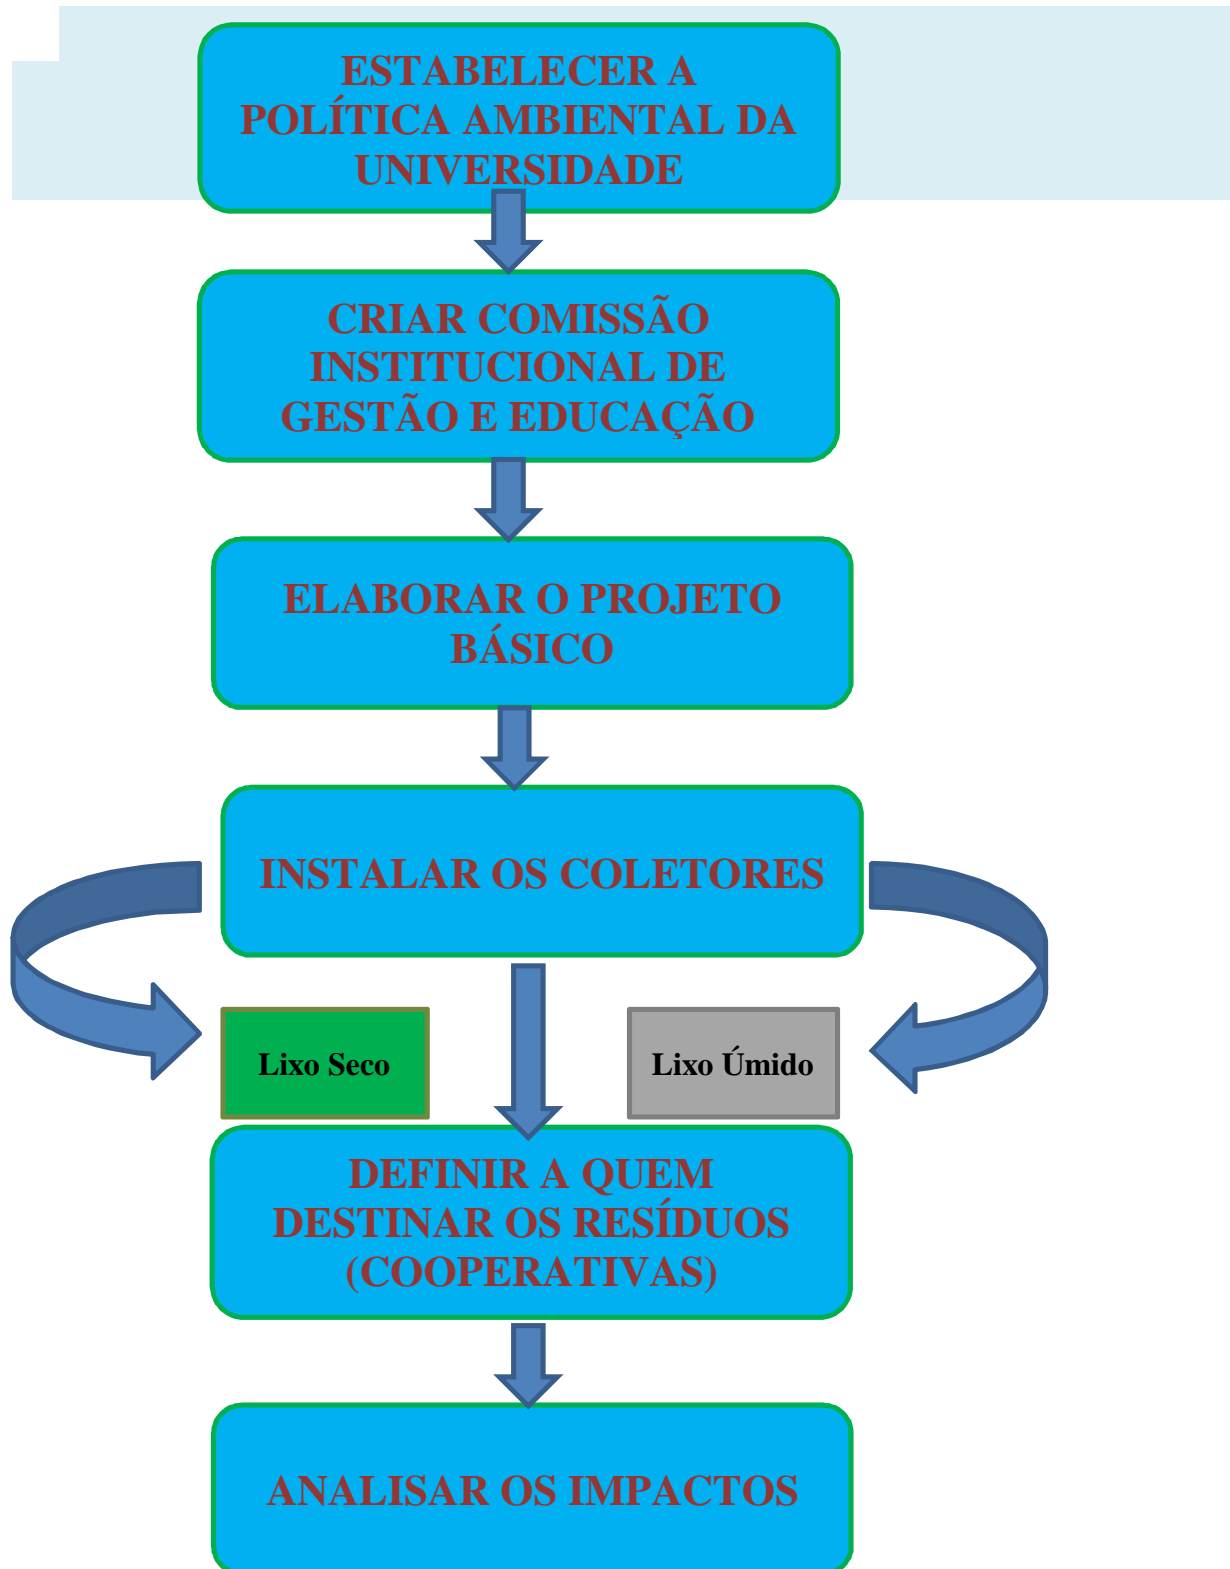 ESTABELECER A
POLÍTICA AMBIENTAL DA
UNIVERSIDADE
CRIAR COMISSÃO
INSTITUCIONAL DE
GESTÃO E EDUCAÇÃO
ELABORAR O PROJETO
BÁSICO
INSTALAR OS COLETORES
Lixo Seco
Lixo Úmido
DEFINIR A QUEM
DESTINAR OS RESÍDUOS
(COOPERATIVAS)
ANALISAR OS IMPACTOS